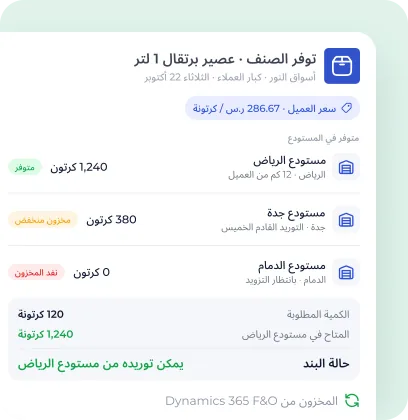 توفر الصنف · عصير برتقال 1 لتر
أسواق النور · كبار العملاء · الثلاثاء 22 أكتوبر
سعر العميل · 286.67 ر.س / كرتونة
متوفر في المستودع
مستودع الرياض
الرياض · 12 كم من العميل
1,240 كرتون
متوفر
مستودع جدة
جدة · التوريد القادم الخميس
380 كرتون
مخزون منخفض
مستودع الدمام
الدمام · بانتظار التزويد
0 كرتون
نفد المخزون
الكمية المطلوبة 120 كرتونة
المتاح في مستودع الرياض 1,240 كرتونة
حالة البند يمكن توريده من مستودع الرياض
المخزون من Dynamics 365 F&O